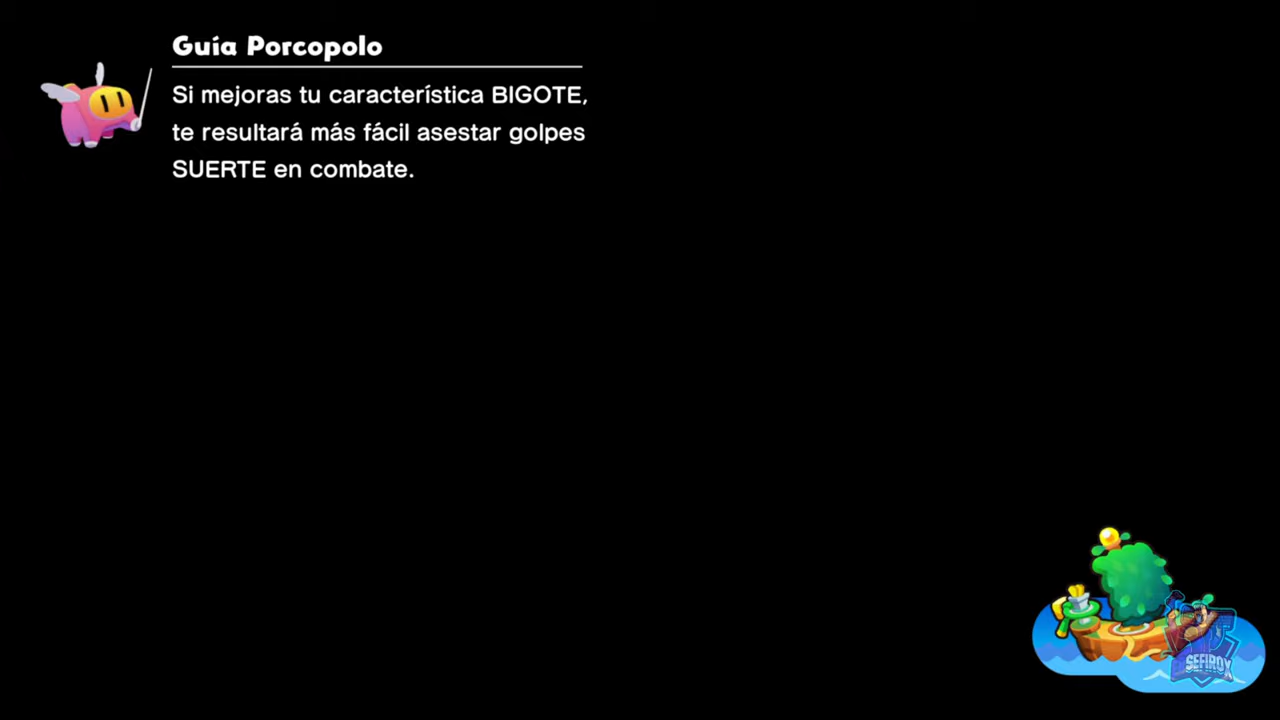 Guía Porcopolo
Si mejoras tu característica BIGOTE,
te resultará más fácil asestar golpes
SUERTE en combate.
SEFIROX